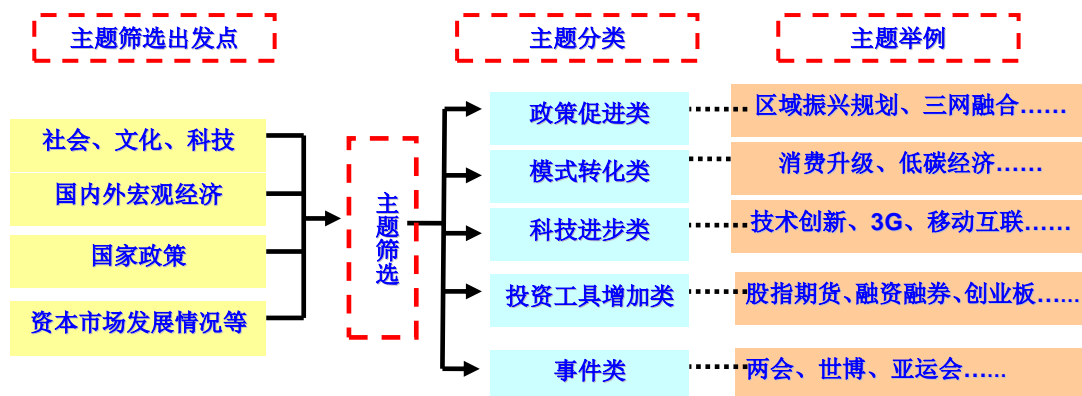 主题筛选出发点
主题分类
主题举例
社会、文化、科技
国内外宏观经济
国家政策
资本市场发展情况等
主题筛选
政策促进类
模式转化类
科技进步类
投资工具增加类
事件类
区域振兴规划、三网融合……
消费升级、低碳经济……
技术创新、3G、移动互联……
股指期货、融资融券、创业板……
两会、世博、亚运会……